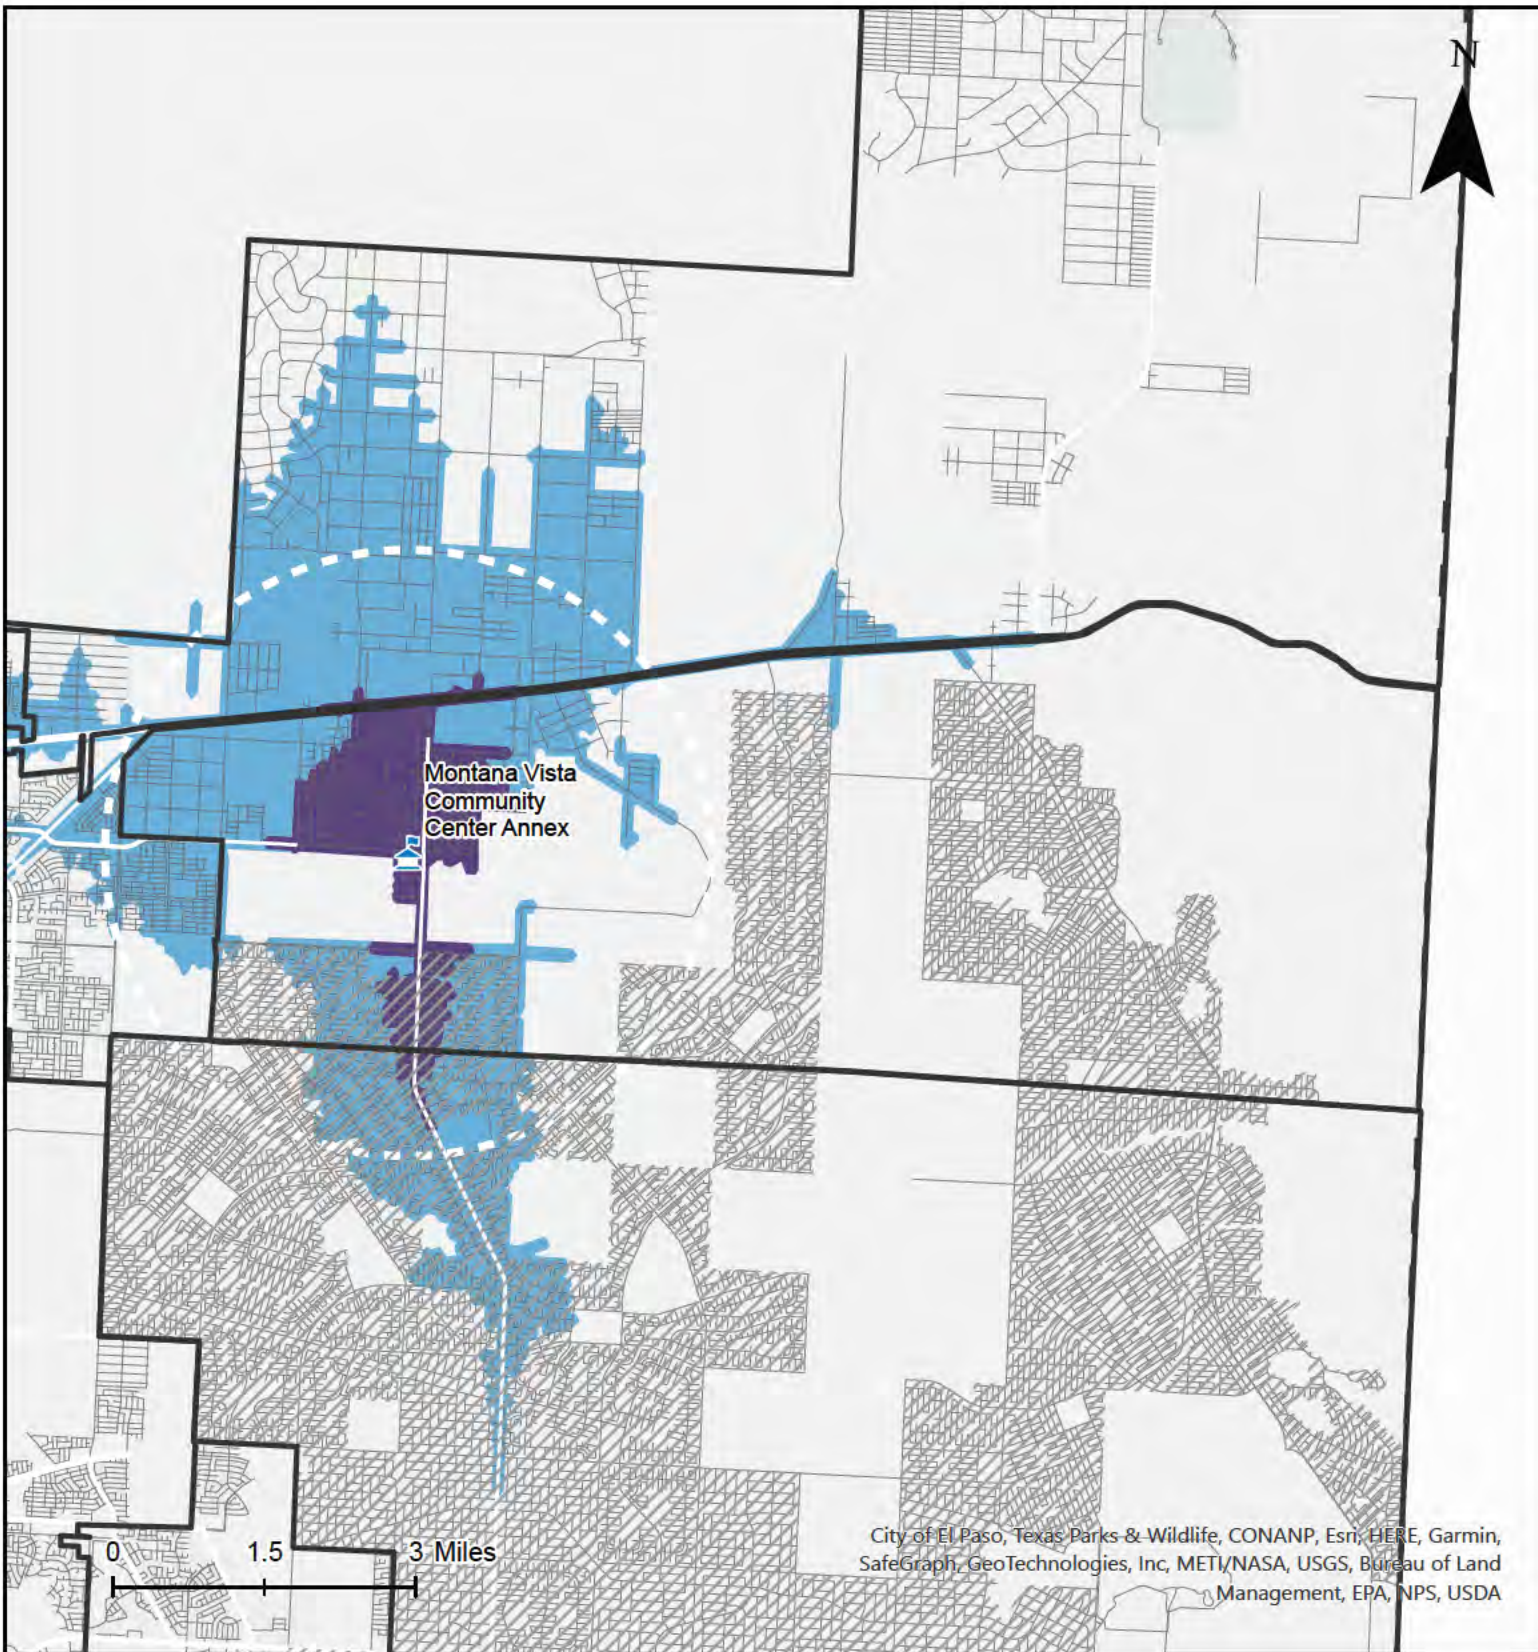 N
Montana Vista
Community
Center Annex
0 1.5 3 Miles
City of El Paso, Texas Parks & Wildlife, CONANP, Esri, HERE, Garmin,
SafeGraph, GeoTechnologies, Inc, METI/NASA, USGS, Bureau of Land
Management, EPA, NPS, USDA